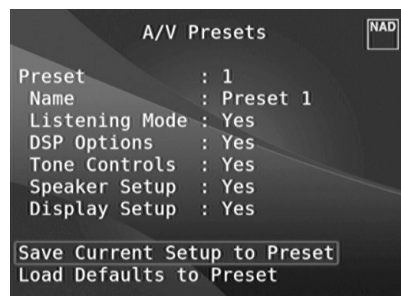 A/V Presets
NAD
Preset : 1
Name : Preset 1
Listening Mode : Yes
DSP Options : Yes
Tone Controls : Yes
Speaker Setup : Yes
Display Setup : Yes
Save Current Setup to Preset
Load Defaults to Preset